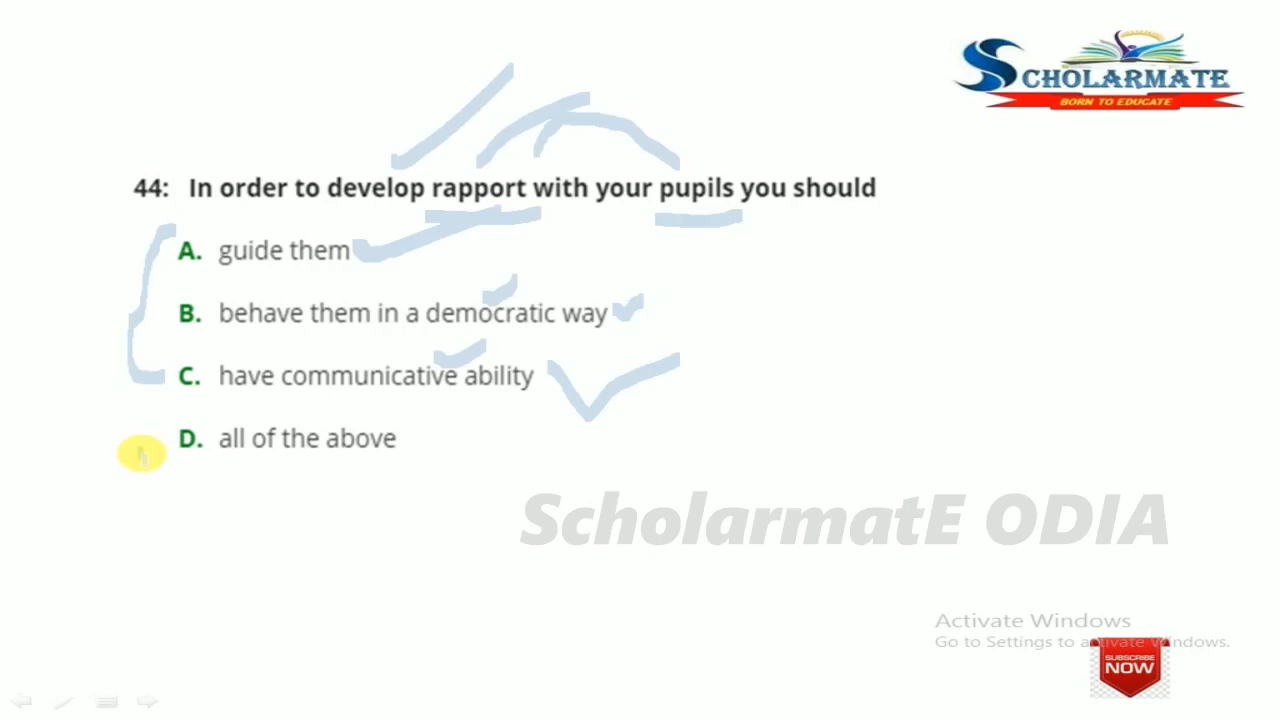 SCHOLARMATE
BORN TO EDUCATE
44: In order to develop rapport with your pupils you should
A. guide them
B. behave them in a democratic way
C. have communicative ability
D. all of the above
ScholarmatE ODIA
Activate Windows
Go to Settings to activate Windows.
SUBSCRIBE
NOW